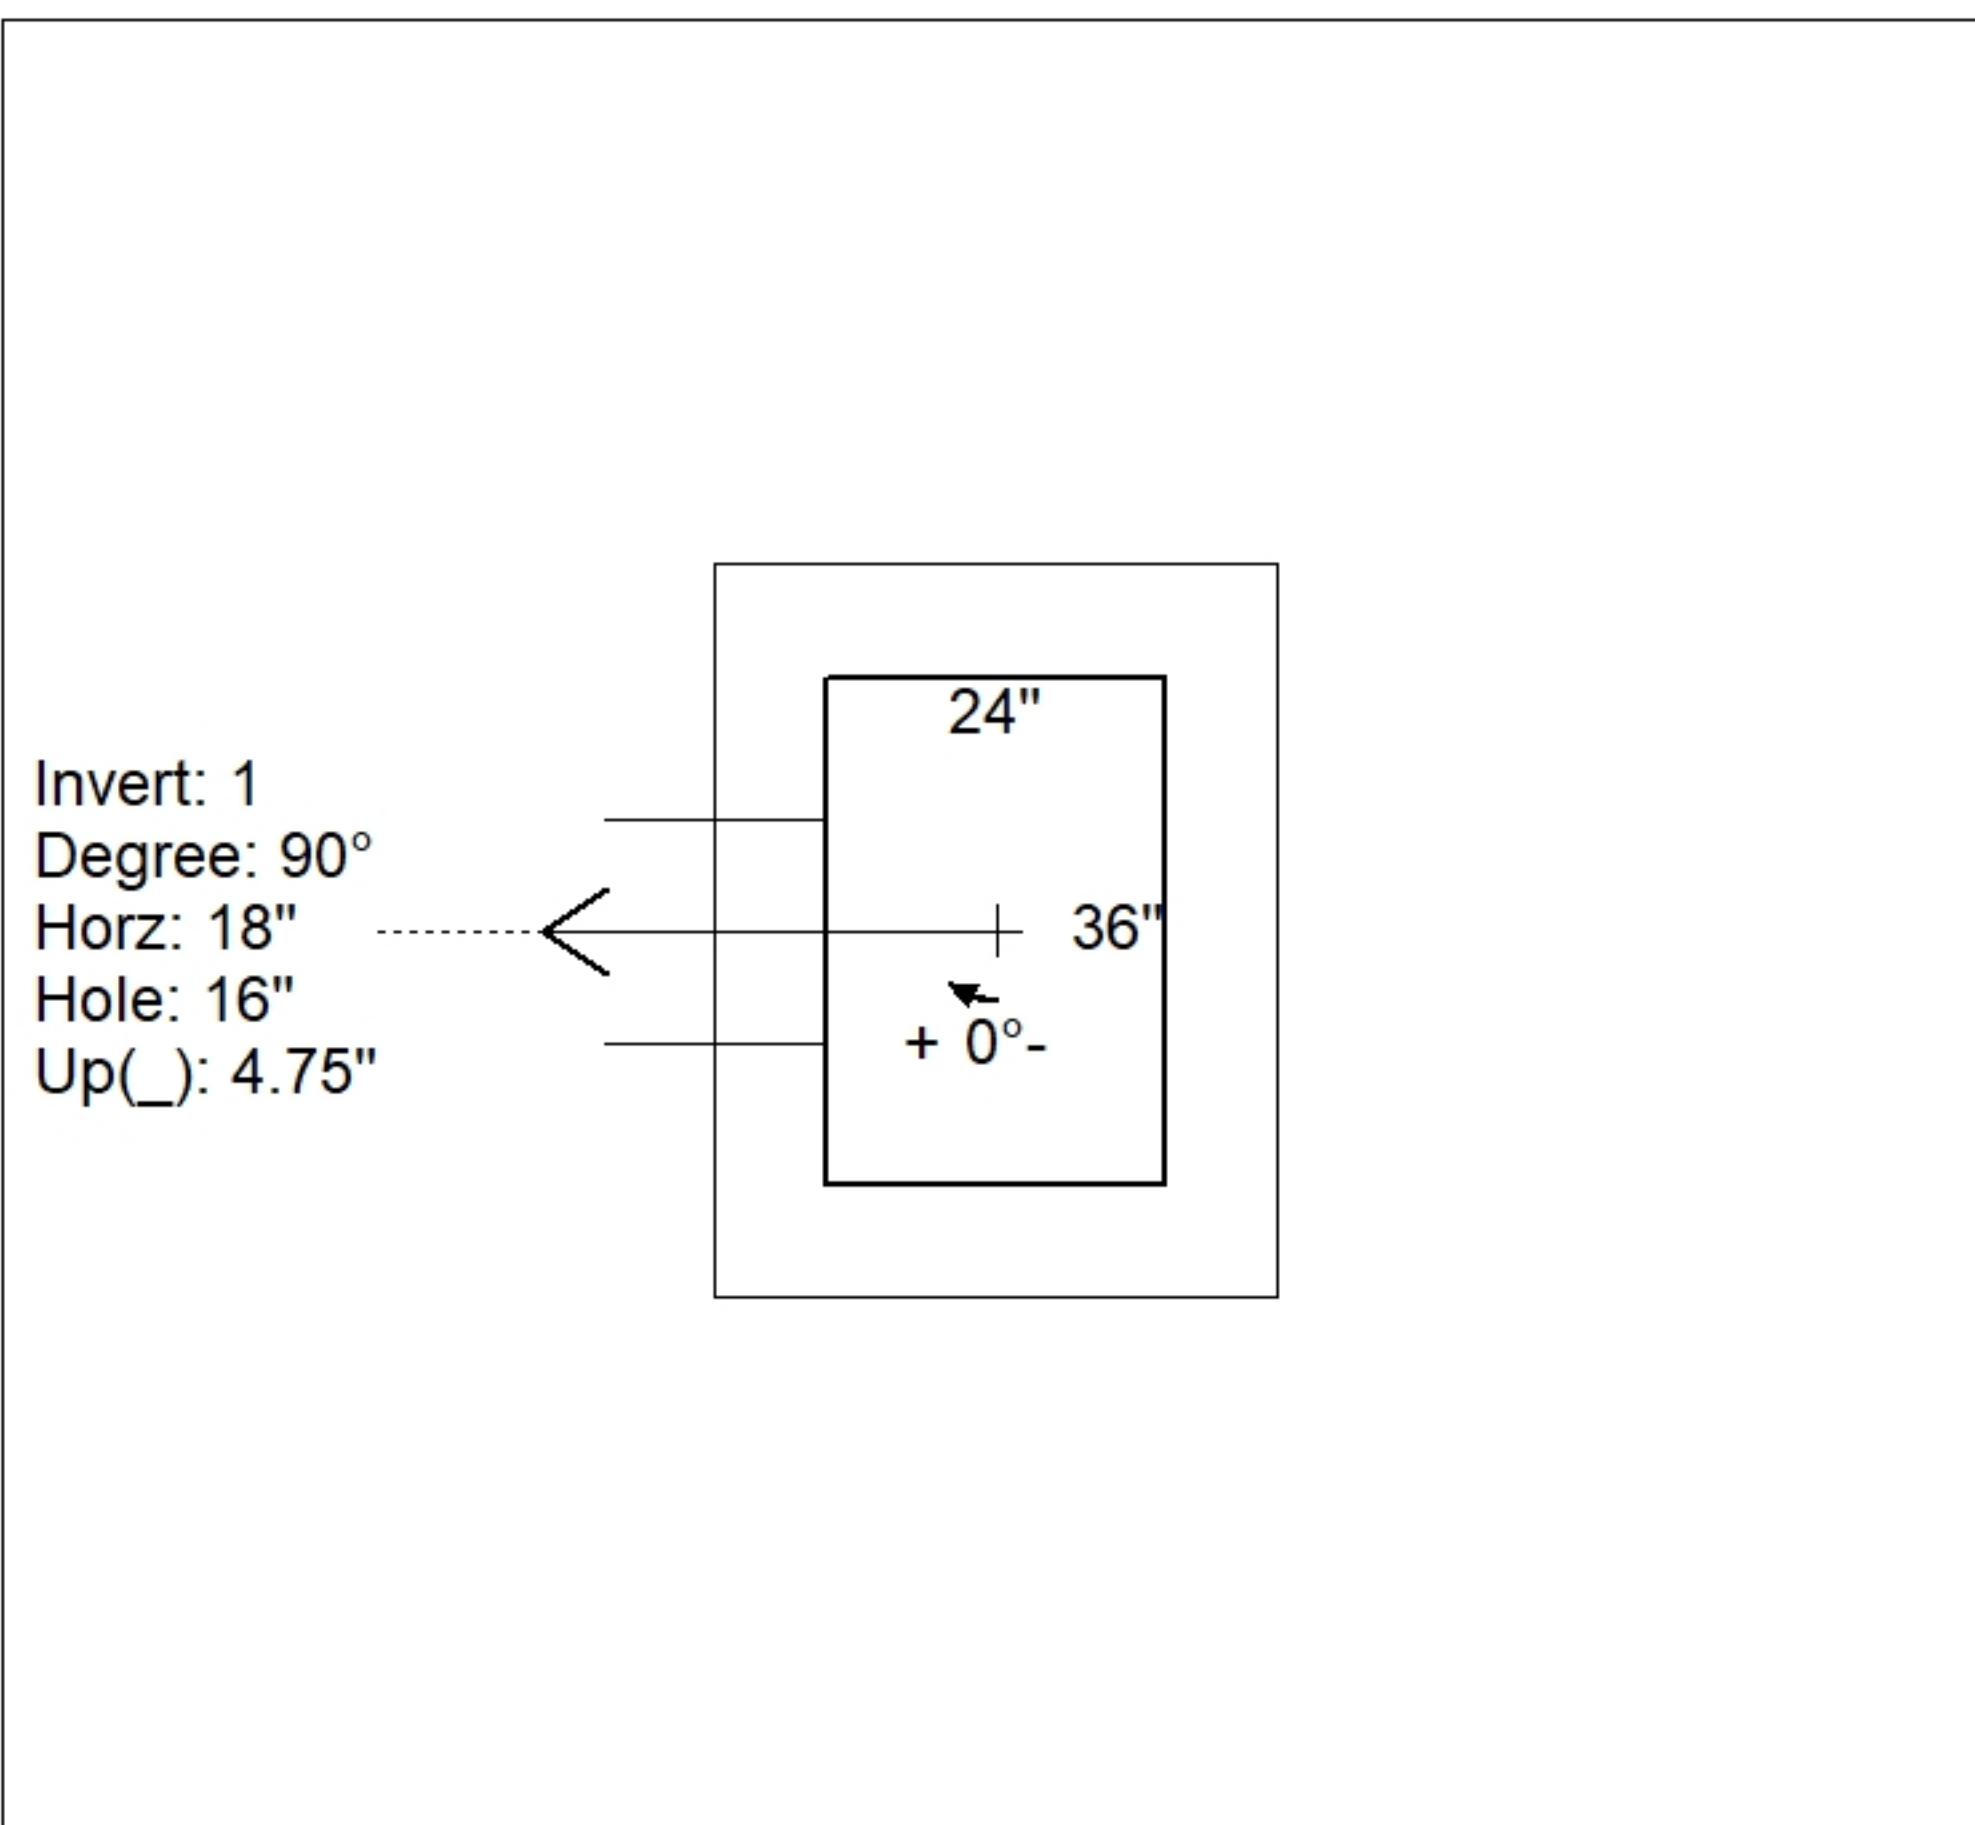 24"
Invert: 1
Degree: 90°
Horz: 18"
36"
Hole: 16"
+ 0°-
Up(_): 4.75"